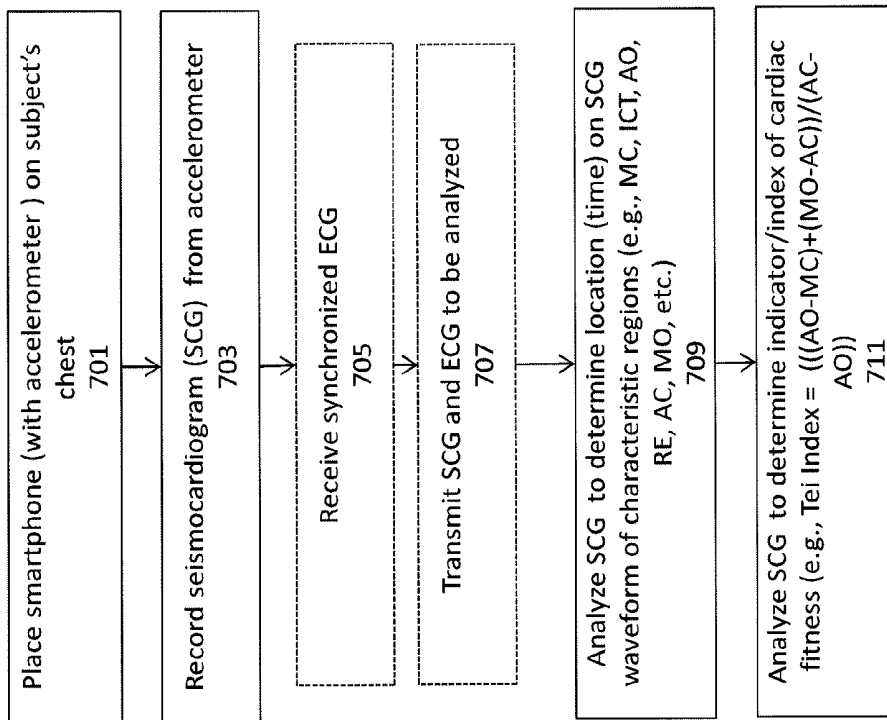 Place smartphone (with accelerometer ) on subject's
chest
701
Record seismocardiogram (SCG) from accelerometer
703
Receive synchronized ECG
705
Transmit SCG and ECG to be analyzed
707
Analyze SCG to determine location (time) on SCG
waveform of characteristic regions (e.g., MC, ICT, AO,
RE, AC, MO, etc.)
709
Analyze SCG to determine indicator/index of cardiac
fitness (e.g., Tei Index = (((AO-MC)+(MO-AC))/(AC-
AO))
711